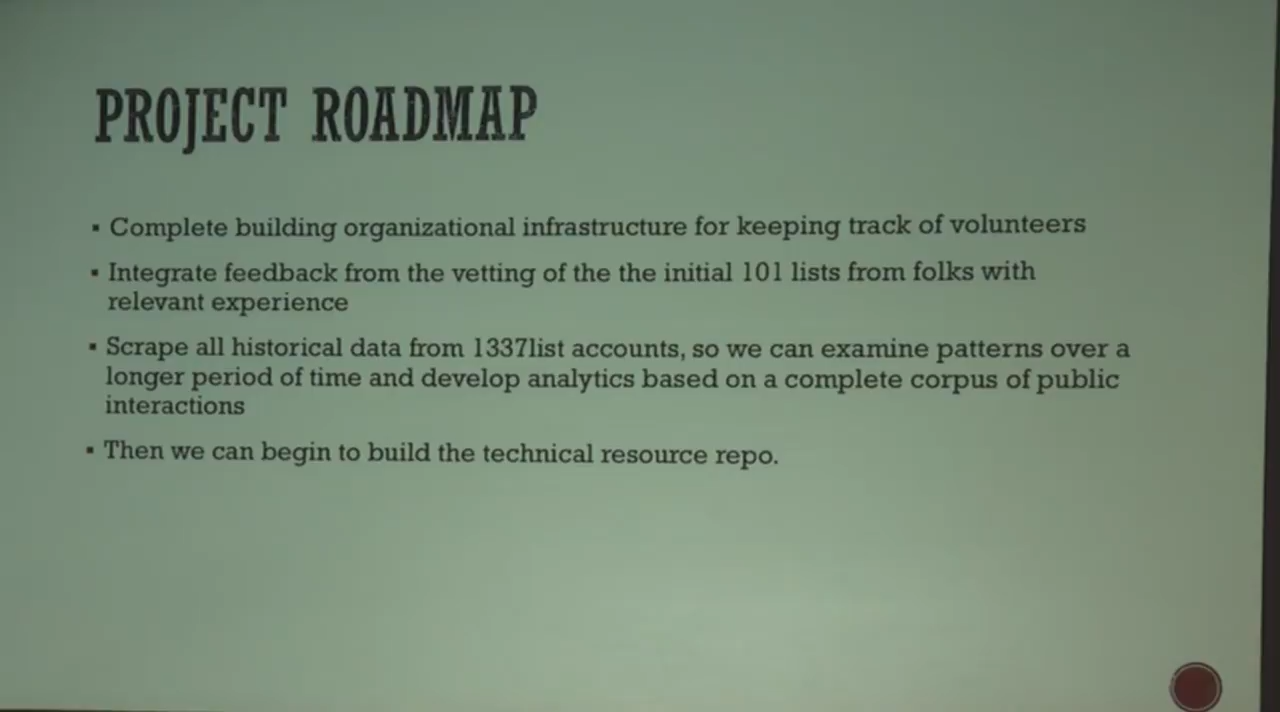 PROJECT ROADMAP
▪ Complete building organizational infrastructure for keeping track of volunteers
▪ Integrate feedback from the vetting of the the initial 101 lists from folks with
relevant experience
▪ Scrape all historical data from 1337list accounts, so we can examine patterns over a
longer period of time and develop analytics based on a complete corpus of public
interactions
▪ Then we can begin to build the technical resource repo.